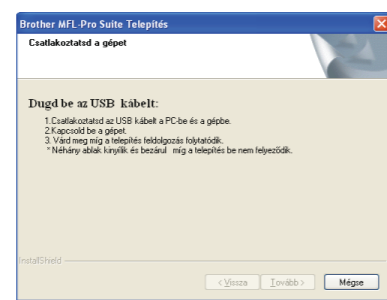 Brother MFL-Pro Suite Telepítés
Csatlakoztatsd a gépet
Dugd be az USB kábelt:
1.Csatlakoztatsd az USB kábelt a PC-be és a gépbe.
2.Kapcsold be a gépet.
3. Várd meg míg a telepítés feldolgozás folytatódik.
* Néhány ablak kinyílik és bezárul míg a telepítés be nem felyeződik.
InstallShield
< Vissza Tovább > Mégse